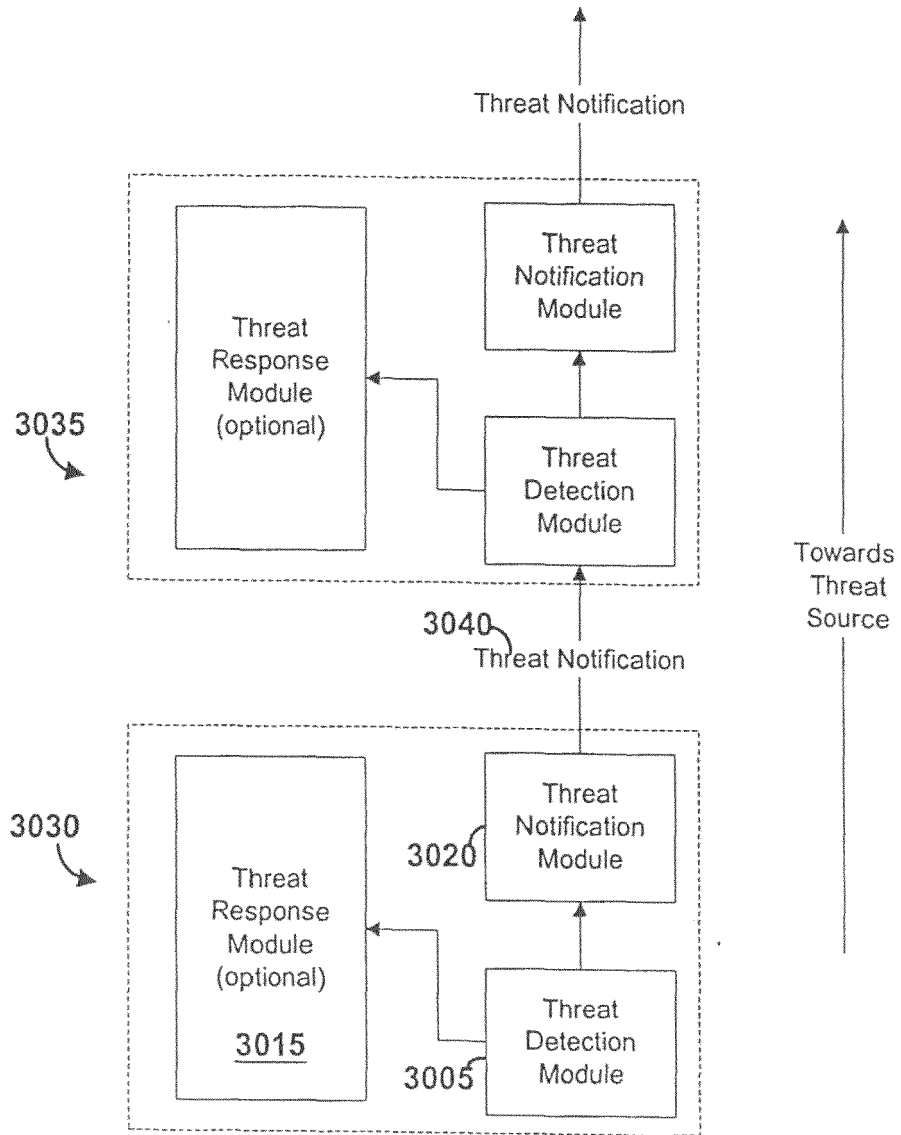 Threat Notification
Threat
Notification
Module
Threat
Response
Module
(optional)
3035
Threat
Detection
Module
Towards
Threat
Source
3040
Threat Notification
3030
Threat
Notification
Module
3020
Threat
Response
Module
(optional)
3015
Threat
Detection
Module
3005